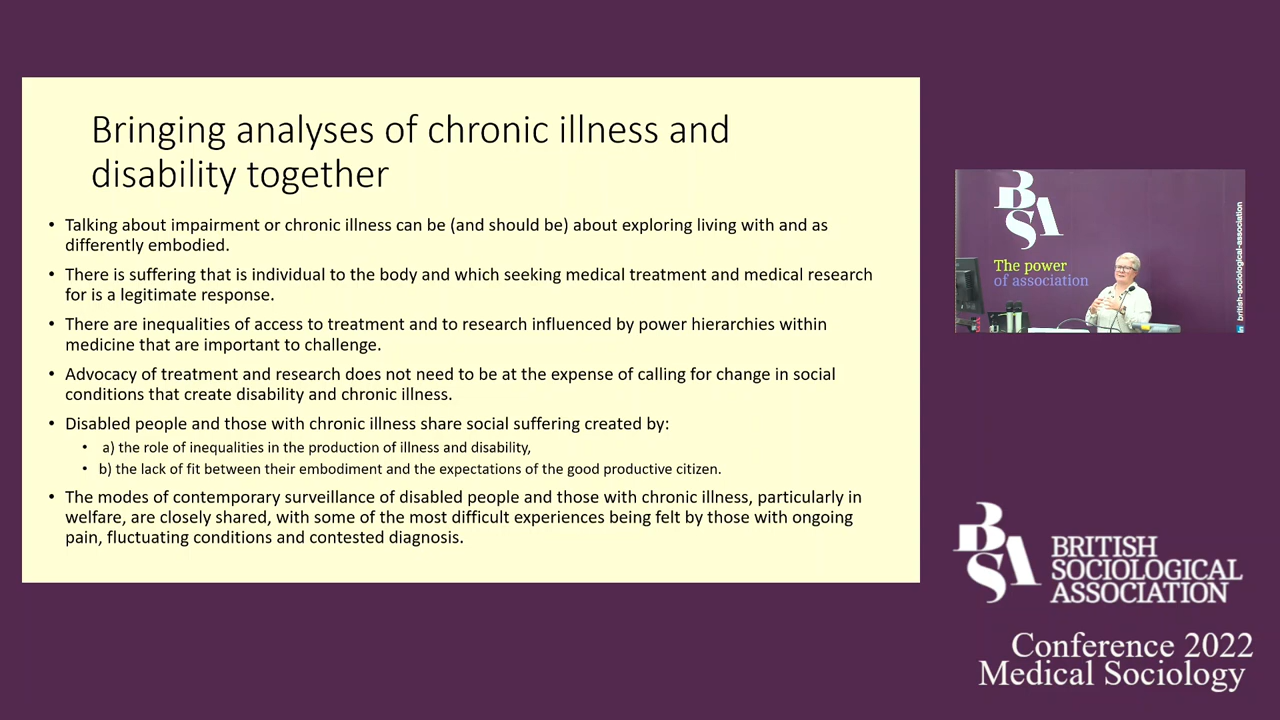 Bringing analyses of chronic illness and
disability together
• Talking about impairment or chronic illness can be (and should be) about exploring living with and as
differently embodied.
• There is suffering that is individual to the body and which seeking medical treatment and medical research
for is a legitimate response.
• There are inequalities of access to treatment and to research influenced by power hierarchies within
medicine that are important to challenge.
• Advocacy of treatment and research does not need to be at the expense of calling for change in social
conditions that create disability and chronic illness.
• Disabled people and those with chronic illness share social suffering created by:
• a) the role of inequalities in the production of illness and disability,
• b) the lack of fit between their embodiment and the expectations of the good productive citizen.
• The modes of contemporary surveillance of disabled people and those with chronic illness, particularly in
welfare, are closely shared, with some of the most difficult experiences being felt by those with ongoing
pain, fluctuating conditions and contested diagnosis.
BSA
The power
of association
british-sociological-association
in
BSA
BRITISH
SOCIOLOGICAL
ASSOCIATION
Conference 2022
Medical Sociology